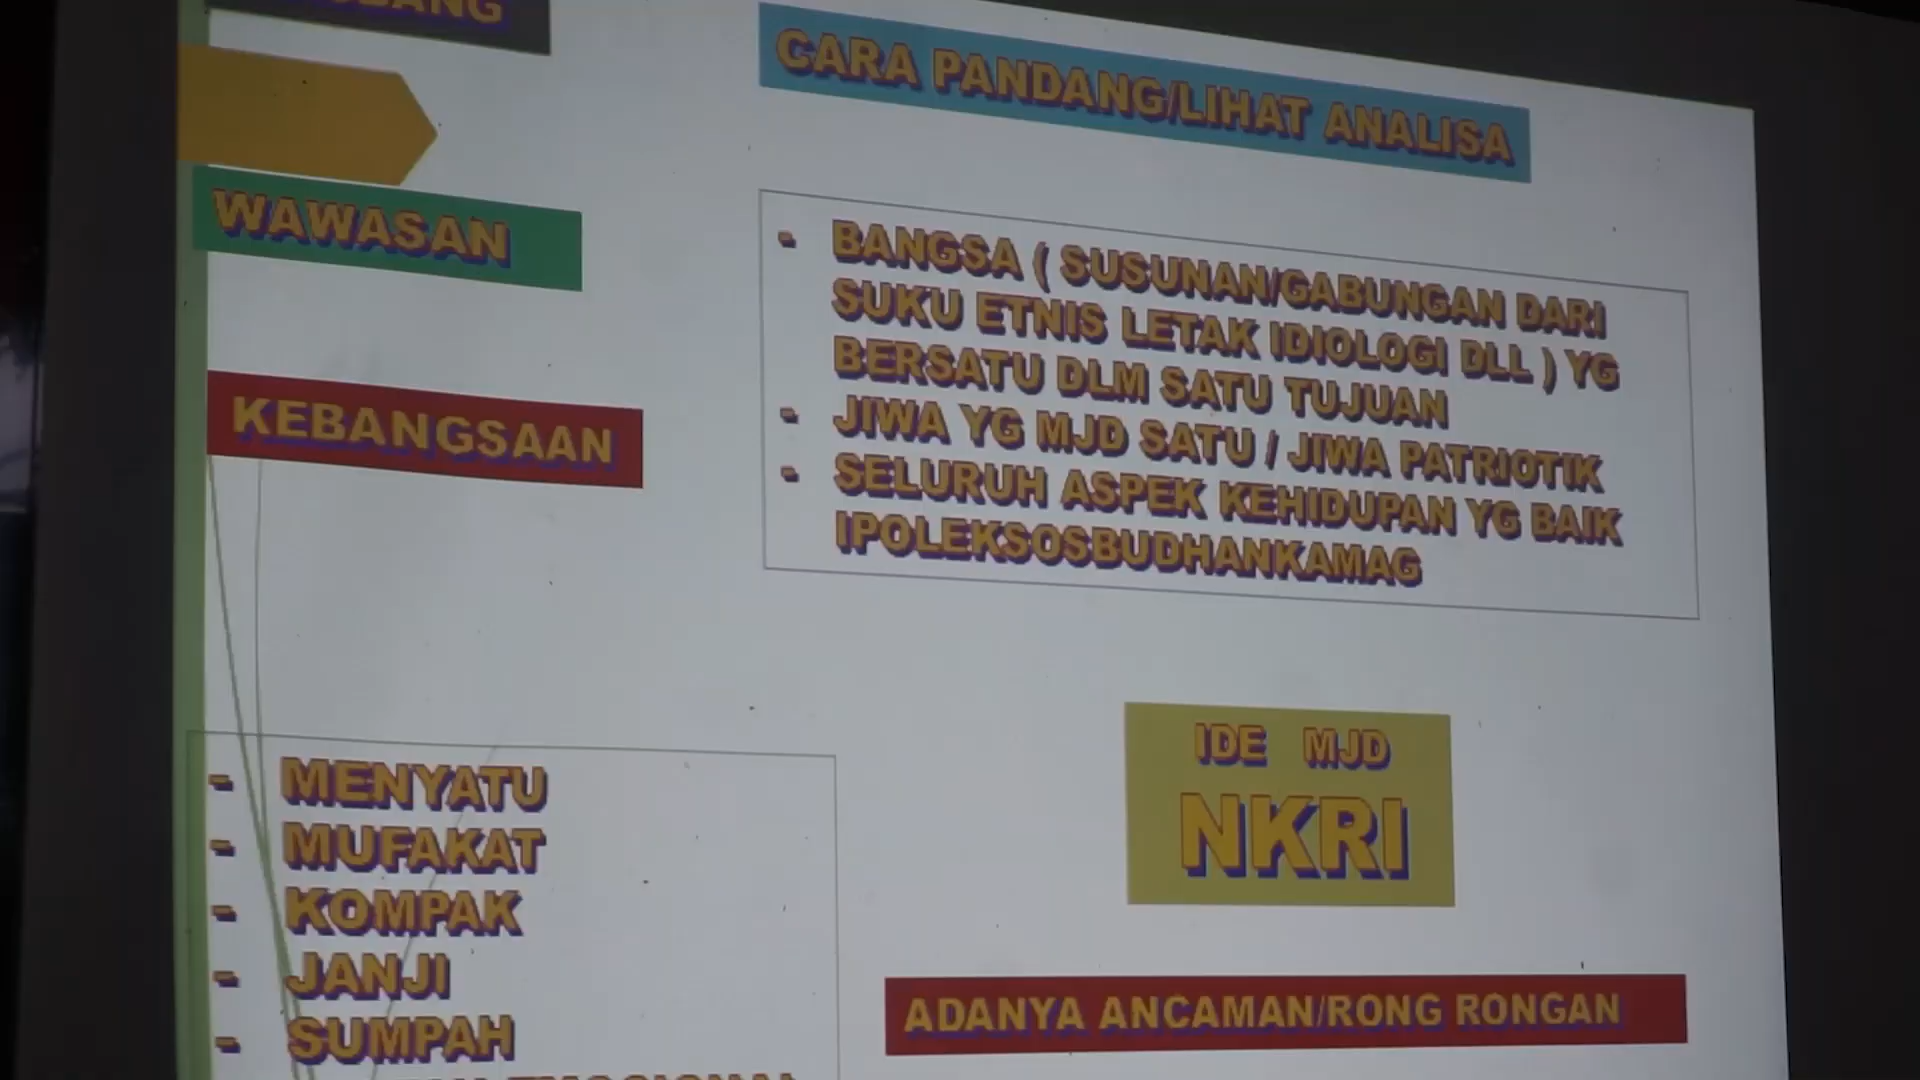 CARA PANDANG/LIHAT ANALISA
WAWASAN
- BANGSA ( SUSUNAN/GABUNGAN DARI
SUKU ETNIS LETAK IDIOLOGI DLL ) YG
BERSATU DLM SATU TUJUAN
- JIWA YG MJD SATU / JIWA PATRIOTIK
- SELURUH ASPEK KEHIDUPAN YG BAIK
IPOLEKSOSBUDHANKAMAG
KEBANGSAAN
IDE MJD
NKRI
- MENYATU
- MUFAKAT
- KOMPAK
- JANJI
- SUMPAH
ADANYA ANCAMAN/RONG RONGAN